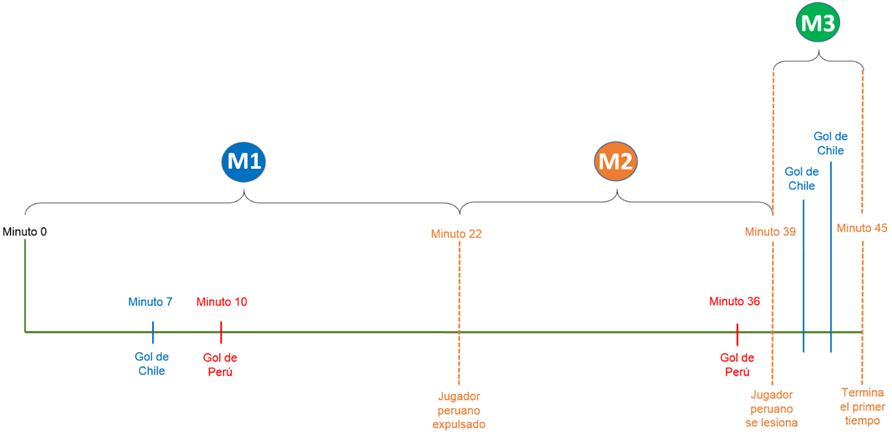 M3
Gol de
Chile
M1
M2
Gol de
Chile
Minuto 0
Minuto 22
Minuto 39
Minuto 45
Minuto 7
Minuto 10
Minuto 36
Gol de
Chile
Gol de
Perú
Gol de
Perú
Jugador
peruano
expulsado
Jugador
peruano
se lesiona
Termina
el primer
tiempo